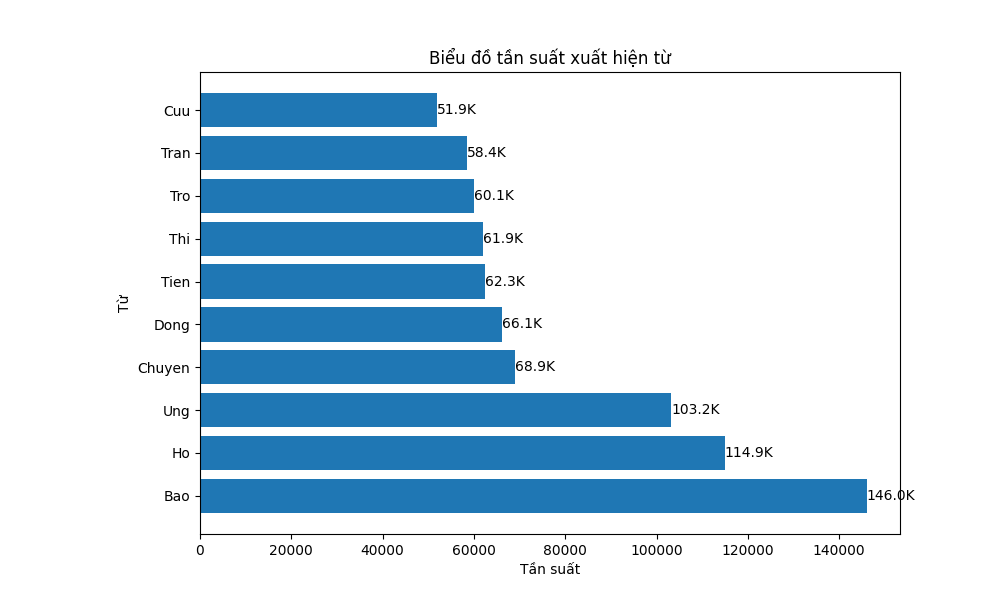 Biểu đồ tần suất xuất hiện từ
Từ
Cuu 51.9K
Tran 58.4K
Tro 60.1K
Thi 61.9K
Tien 62.3K
Dong 66.1K
Chuyen 68.9K
Ung 103.2K
Ho 114.9K
Bao 146.0K
0 20000 40000 60000 80000 100000 120000 140000
Tần suất